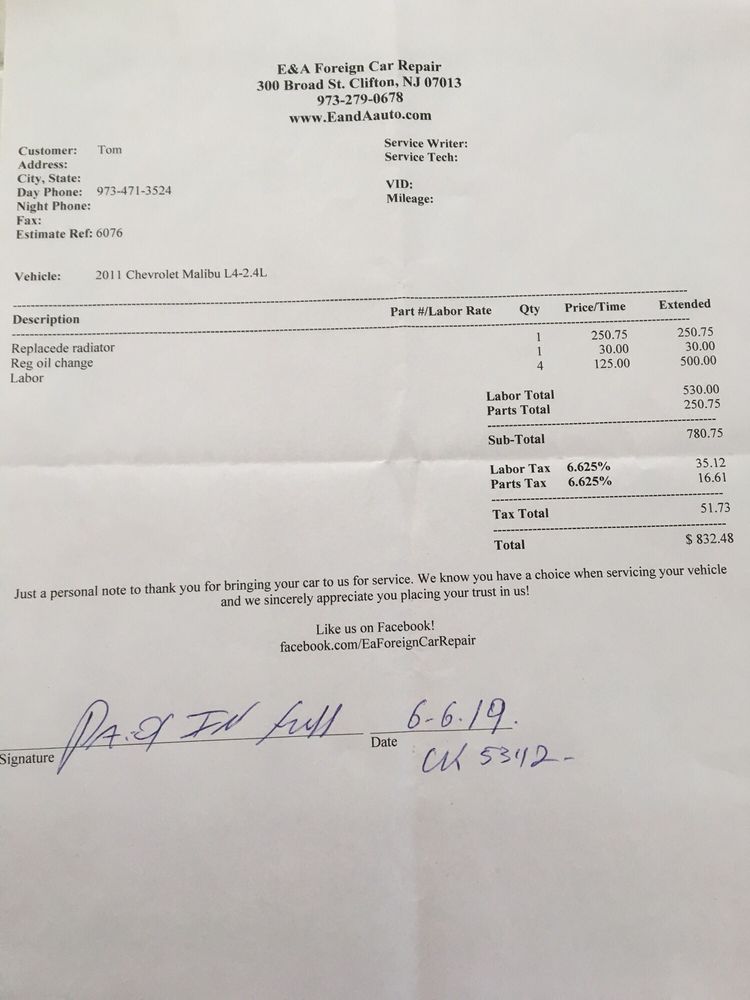 E&A Foreign Car Repair
300 Broad St. Clifton, NJ 07013
973-279-0678
www.EandAauto.com
Customer: Tom
Address:
City, State:
Day Phone: 973-471-3524
Night Phone:
Fax:
Estimate Ref: 6076
Service Writer:
Service Tech:
VID:
Mileage:
Vehicle: 2011 Chevrolet Malibu L4-2.4L
Description Part #/Labor Rate Qty Price/Time Extended
Replacede radiator 1 250.75 250.75
Reg oil change 1 30.00 30.00
Labor 4 125.00 500.00
Labor Total 530.00
Parts Total 250.75
Sub-Total 780.75
Labor Tax 6.625% 35.12
Parts Tax 6.625% 16.61
Tax Total 51.73
Total $ 832.48
Just a personal note to thank you for bringing your car to us for service. We know you have a choice when servicing your vehicle
and we sincerely appreciate you placing your trust in us!
Like us on Facebook!
facebook.com/EaForeignCarRepair
Signature PAid IN full Date 6-6.19.
CK 5342-